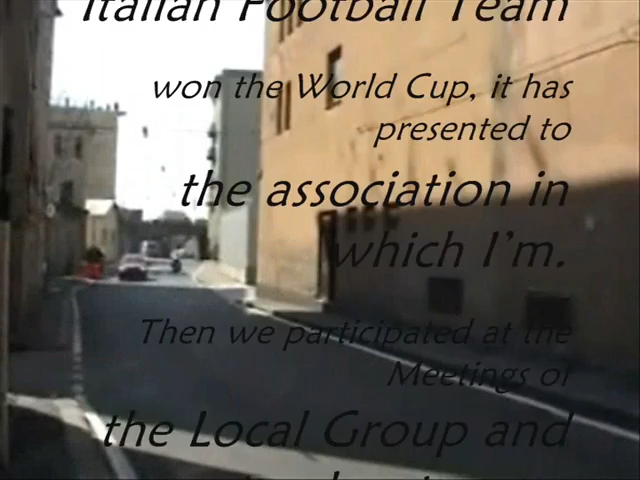 Italian Football Team
won the World Cup, it has
presented to
the association in
which I'm.
Then we participated at the
Meetings of
the Local Group and